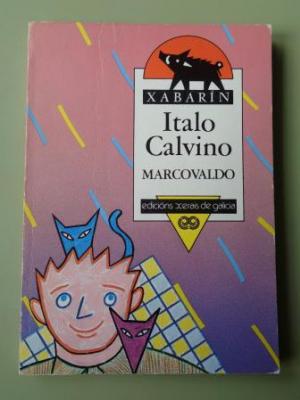 XABARÍN
Italo
Calvino
MARCOVALDO
edicións xerais de galicia